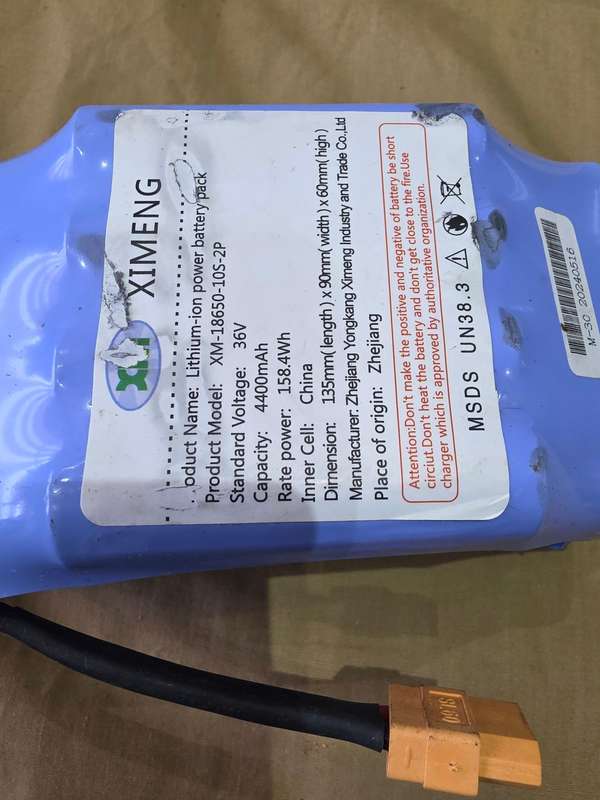 XIMENG
oduct Name: Lithium-ion power battery pack
Product Model: XM-18650-10S-2P
Standard Voltage: 36V
Capacity: 4400mAh
Rate power: 158.4Wh
Inner Cell: China
Dimension: 135mm(length) x 90mm(width) x 60mm(high)
Manufacturer: Zhejiang Yongkang Ximeng Industry and Trade Co.,Ltd
Place of origin: Zhejiang
Attention:Don't make the positive and negative of battery be short
circiut.Don't heat the battery and don't get close to the fire.Use
charger which is approved by authoritative organization.
MSDS UN38.3
M-30 20240516
SL60